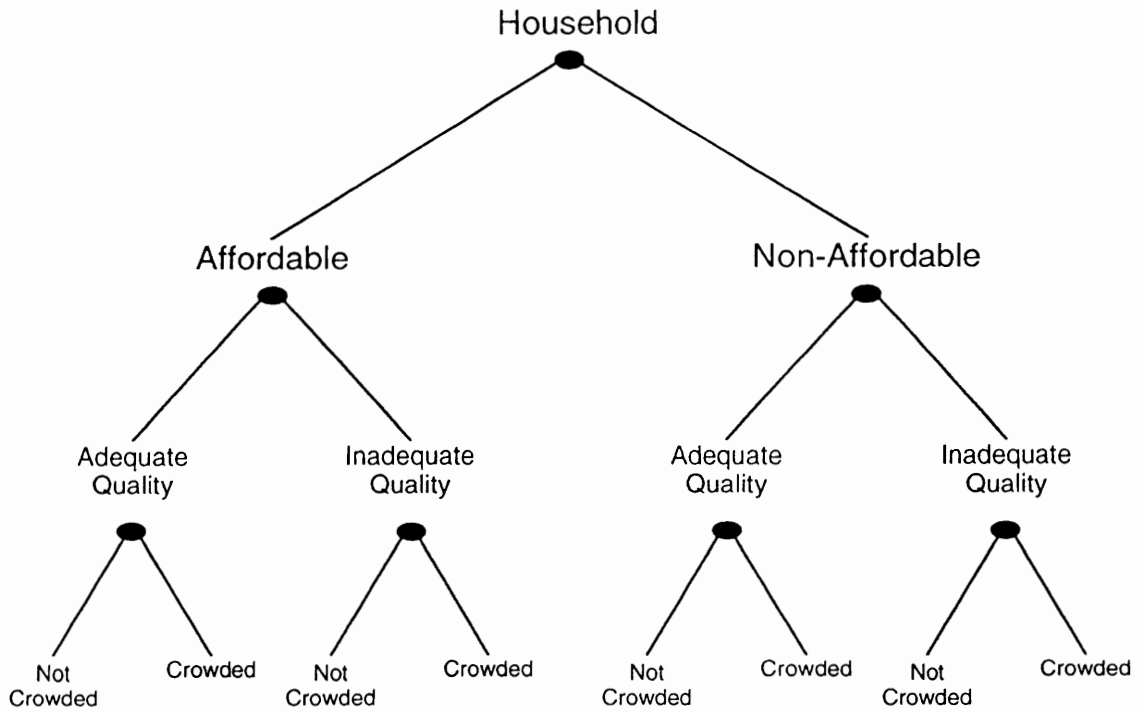 Household
Affordable
Non-Affordable
Adequate
Quality
Inadequate
Quality
Adequate
Quality
Inadequate
Quality
Not
Crowded
Crowded
Not
Crowded
Crowded
Not
Crowded
Crowded
Not
Crowded
Crowded